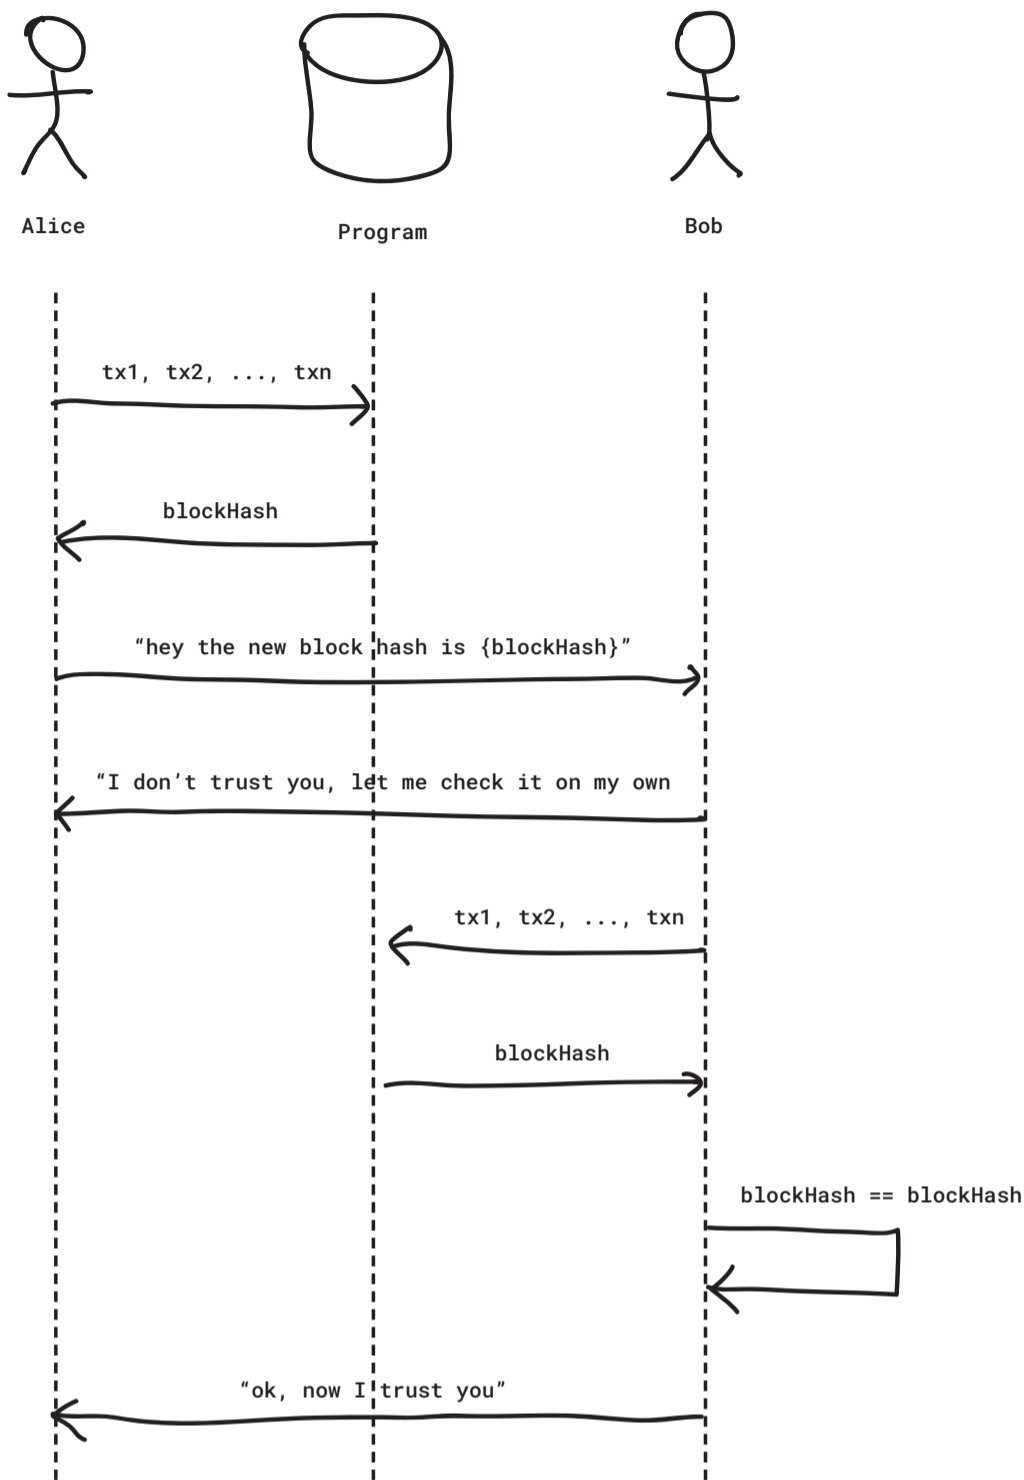 Alice
Program
Bob
tx1, tx2, ..., txn
blockHash
“hey the new block hash is {blockHash}”
“I don’t trust you, let me check it on my own
tx1, tx2, ..., txn
blockHash
blockHash == blockHash
“ok, now I trust you”